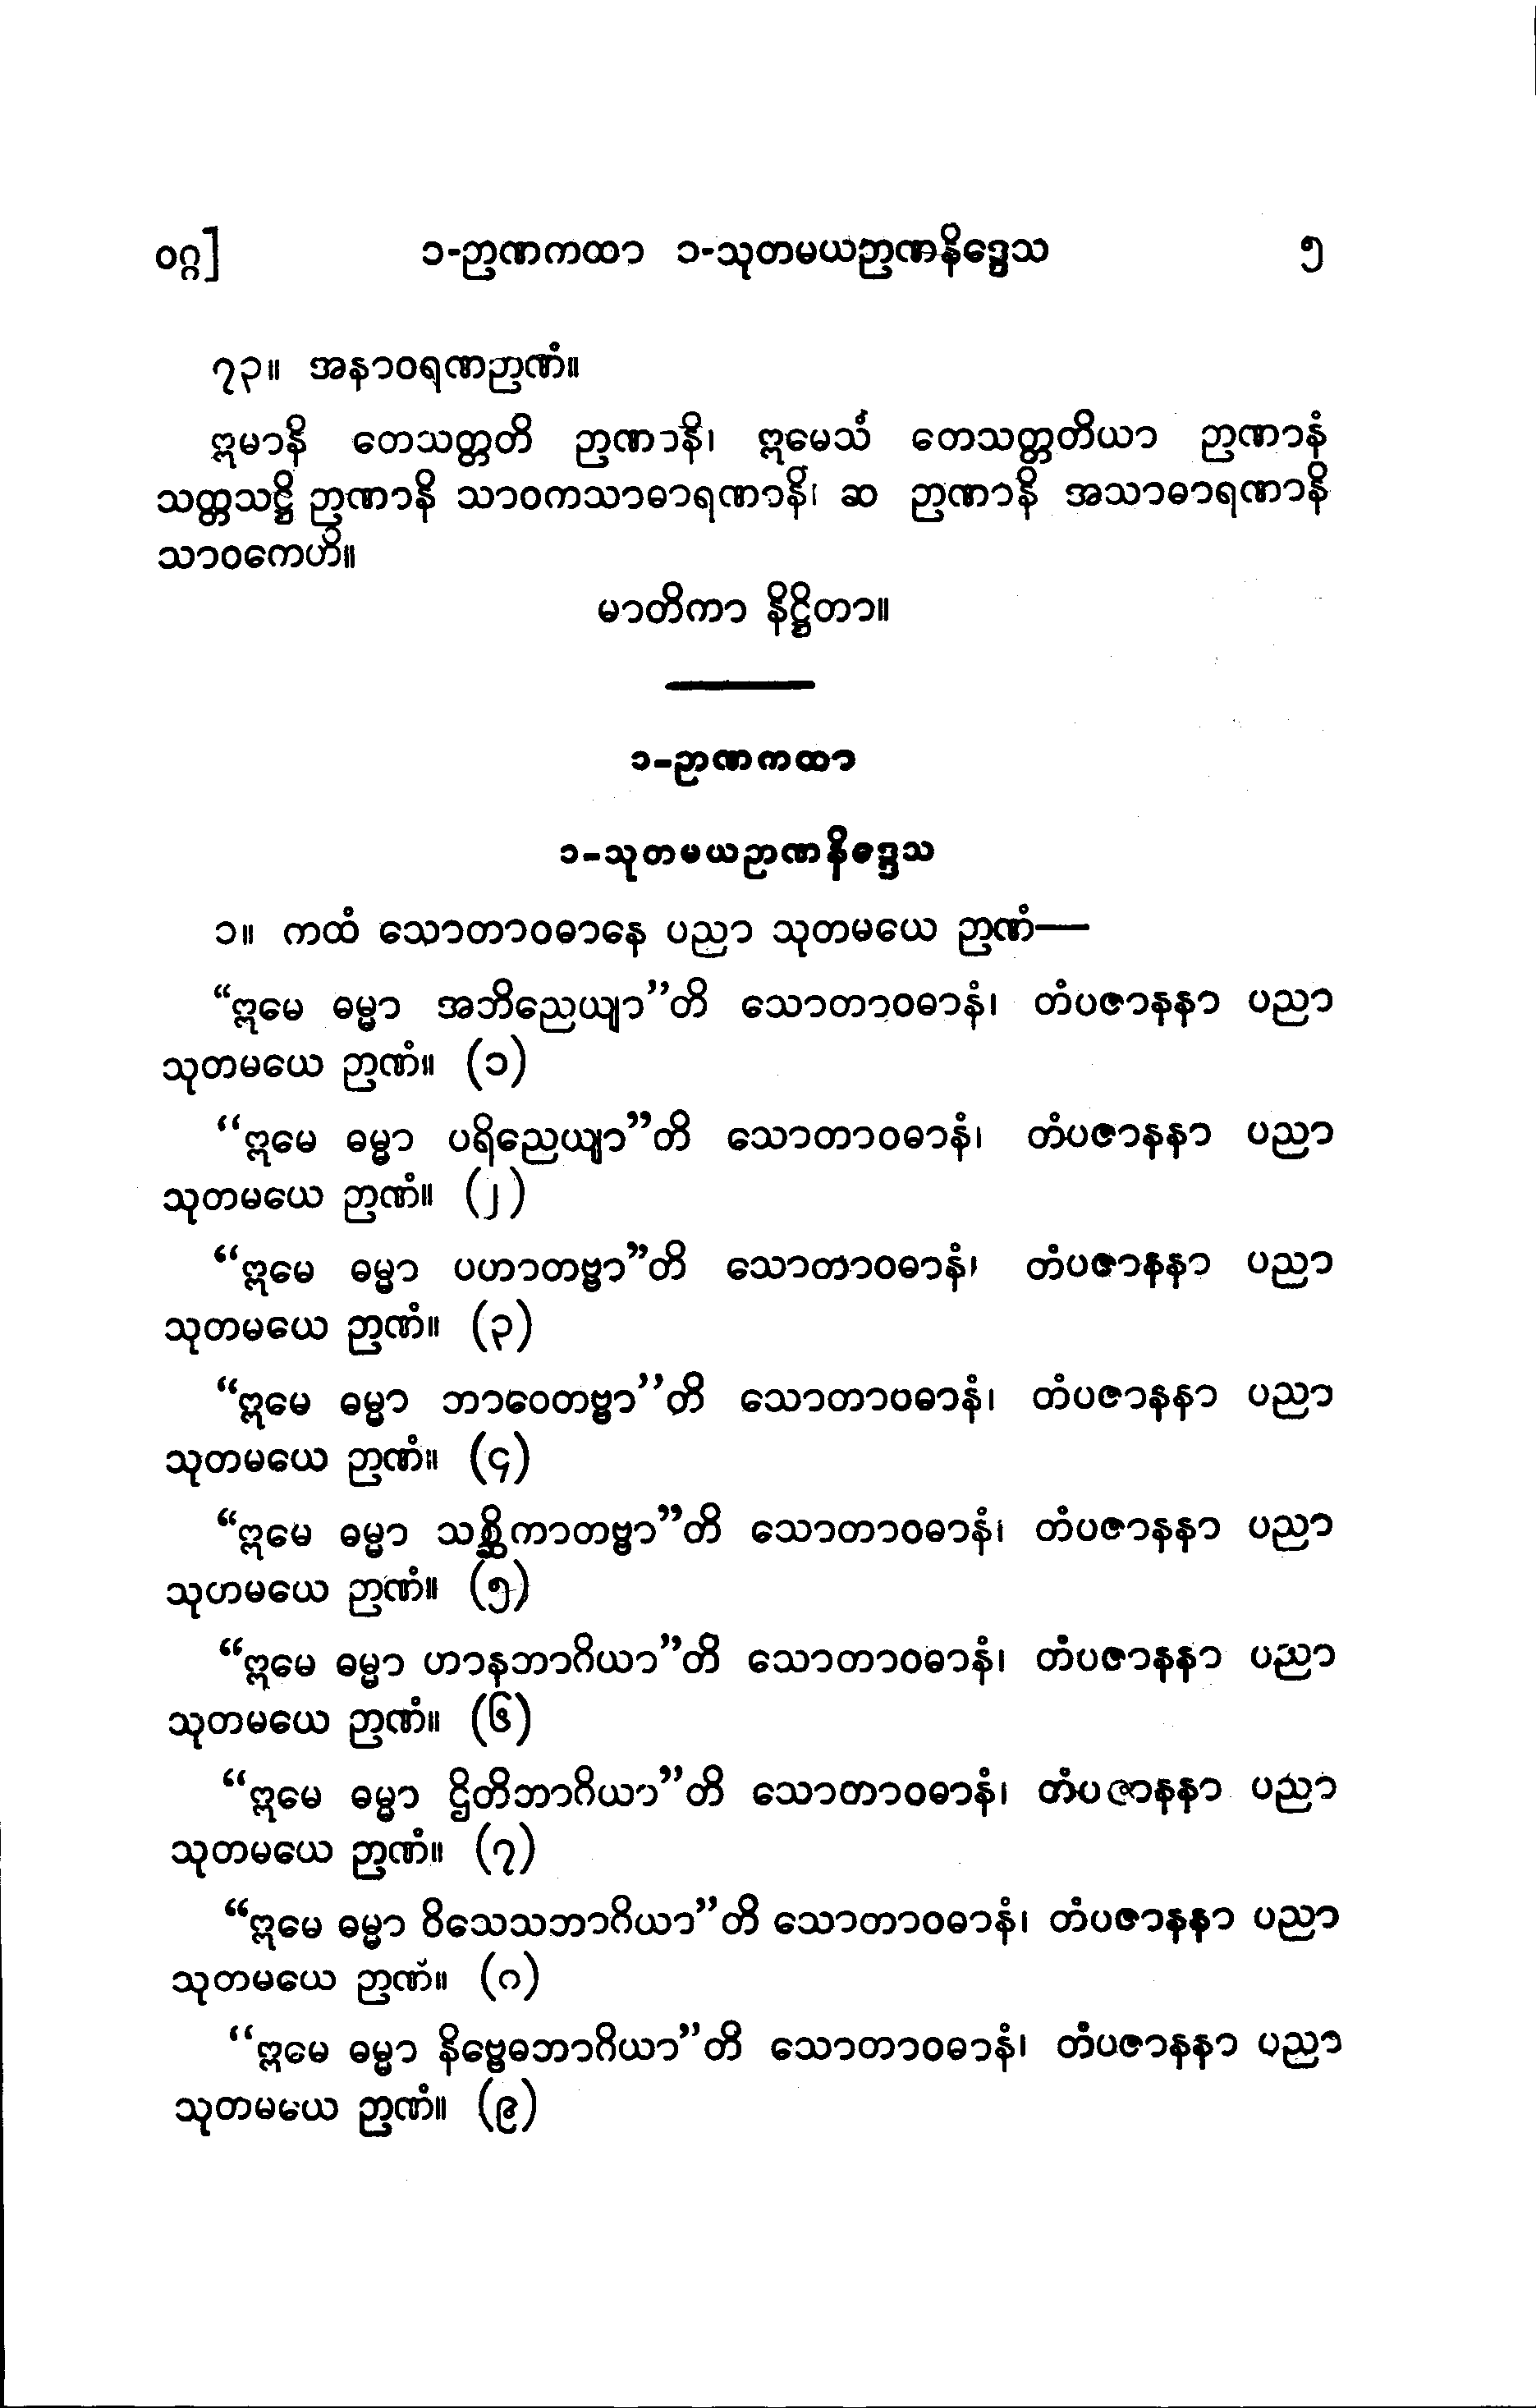 ဝဂ္ဂ] ၁-ဉာဏကထာ ၁-သုတမယဉာဏနိဒ္ဒေသ ၅
၇၃။ အနာဝရဏဉာဏံ။
ဣမာနိ တေသတ္တတိ ဉာဏာနိ၊ ဣမေသံ တေသတ္တတိယာ ဉာဏာနံ
သတ္တသဋ္ဌိ ဉာဏာနိ သာဝကသာဓာရဏာနိ၊ ဆ ဉာဏာနိ အသာဓာရဏာနိ
သာဝကေဟိ။
မာတိကာ နိဋ္ဌိတာ။
၁-ဉာဏကထာ
၁-သုတမယဉာဏနိဒ္ဒေသ
၁။ ကထံ သောတာဝဓာနေ ပညာ သုတမယေ ဉာဏံ—
“ဣမေ ဓမ္မာ အဘိညေယျာ”တိ သောတာဝဓာနံ၊ တံပဇာနနာ ပညာ
သုတမယေ ဉာဏံ။ (၁)
“ဣမေ ဓမ္မာ ပရိညေယျာ”တိ သောတာဝဓာနံ၊ တံပဇာနနာ ပညာ
သုတမယေ ဉာဏံ။ (၂)
“ဣမေ ဓမ္မာ ပဟာတဗ္ဗာ”တိ သောတာဝဓာနံ၊ တံပဇာနနာ ပညာ
သုတမယေ ဉာဏံ။ (၃)
“ဣမေ ဓမ္မာ ဘာဝေတဗ္ဗာ”တိ သောတာဝဓာနံ၊ တံပဇာနနာ ပညာ
သုတမယေ ဉာဏံ။ (၄)
“ဣမေ ဓမ္မာ သစ္ဆိကာတဗ္ဗာ”တိ သောတာဝဓာနံ၊ တံပဇာနနာ ပညာ
သုတမယေ ဉာဏံ။ (၅)
“ဣမေ ဓမ္မာ ဟာနဘာဂိယာ”တိ သောတာဝဓာနံ၊ တံပဇာနနာ ပညာ
သုတမယေ ဉာဏံ။ (၆)
“ဣမေ ဓမ္မာ ဌိတိဘာဂိယာ”တိ သောတာဝဓာနံ၊ တံပဇာနနာ ပညာ
သုတမယေ ဉာဏံ။ (၇)
“ဣမေ ဓမ္မာ ဝိသေသဘာဂိယာ”တိ သောတာဝဓာနံ၊ တံပဇာနနာ ပညာ
သုတမယေ ဉာဏံ။ (၈)
“ဣမေ ဓမ္မာ နိဗ္ဗေဓဘာဂိယာ”တိ သောတာဝဓာနံ၊ တံပဇာနနာ ပညာ
သုတမယေ ဉာဏံ။ (၉)